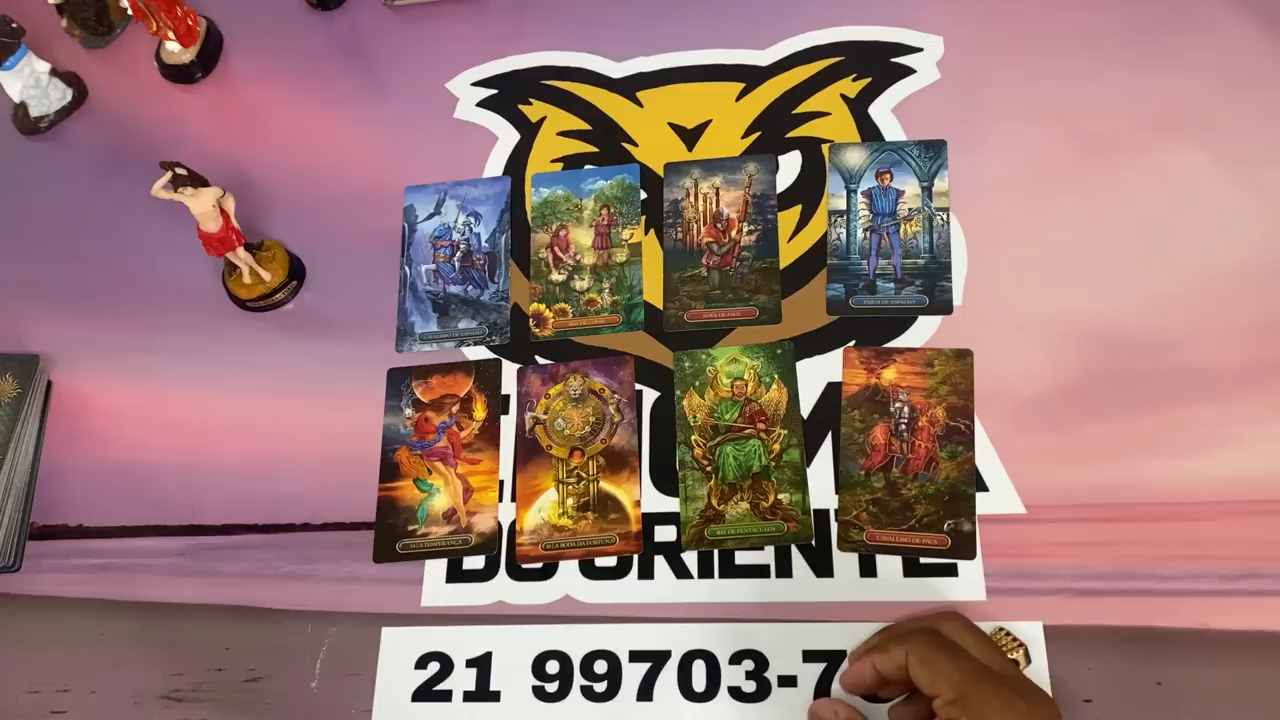 CAVALEIRO DE ESPADAS
SEIS DE COPAS
NOVE DE PAUS
PAJEM DE ESPADAS
14 | A TEMPERANÇA
10 | A RODA DA FORTUNA
REI DE PENTÁCULOS
CAVALEIRO DE PAUS
DO ORIENTE
21 99703-7